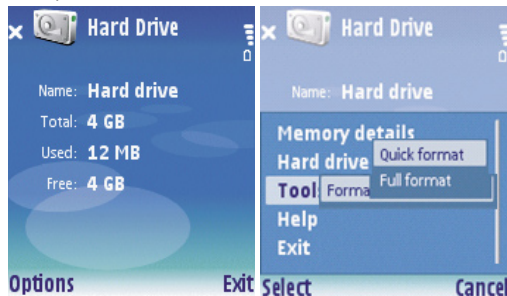 Hard Drive
Name: Hard drive
Total: 4 GB
Used: 12 MB
Free: 4 GB
Options Exit
Hard Drive
Name: Hard drive
Memory details
Hard drive
Quick format
Full format
Tool
Forma
Help
Exit
Select Cancel